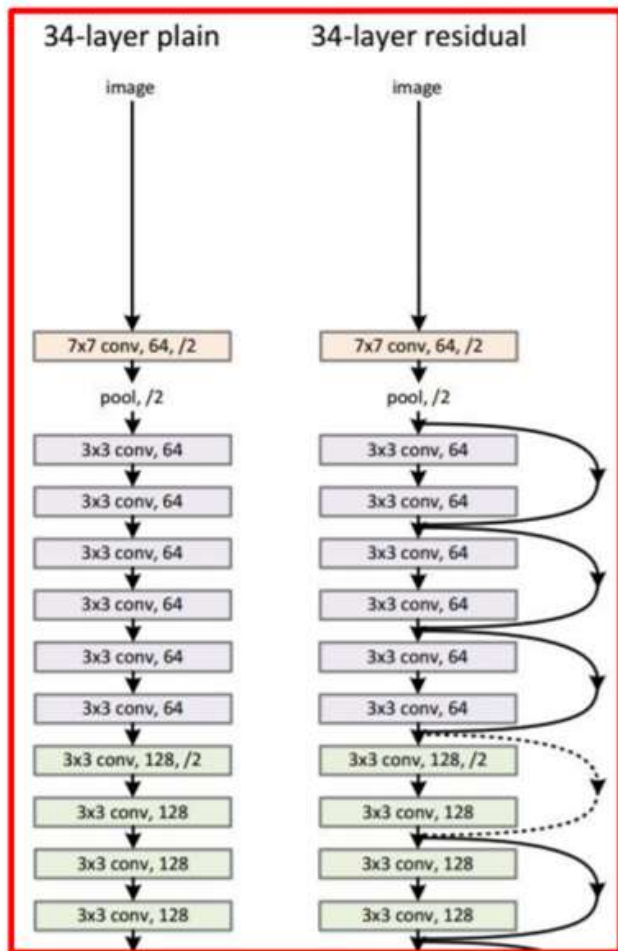 34-layer plain
image
7x7 conv, 64, /2
pool, /2
3x3 conv, 64
3x3 conv, 64
3x3 conv, 64
3x3 conv, 64
3x3 conv, 64
3x3 conv, 64
3x3 conv, 128, /2
3x3 conv, 128
3x3 conv, 128
3x3 conv, 128
34-layer residual
image
7x7 conv, 64, /2
pool, /2
3x3 conv, 64
3x3 conv, 64
3x3 conv, 64
3x3 conv, 64
3x3 conv, 64
3x3 conv, 64
3x3 conv, 128, /2
3x3 conv, 128
3x3 conv, 128
3x3 conv, 128